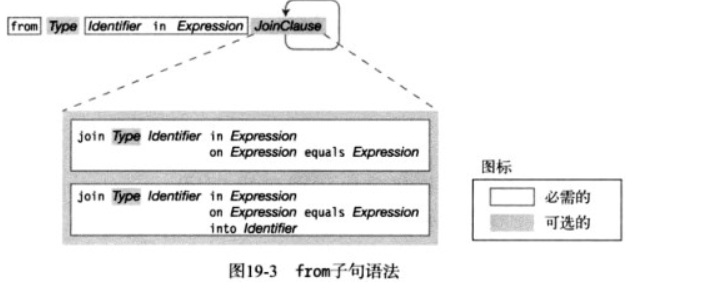 from Type Identifier in Expression JoinClause
join Type Identifier in Expression
on Expression equals Expression
join Type Identifier in Expression
on Expression equals Expression
into Identifier
图标
必需的
可选的
图19-3 from子句语法